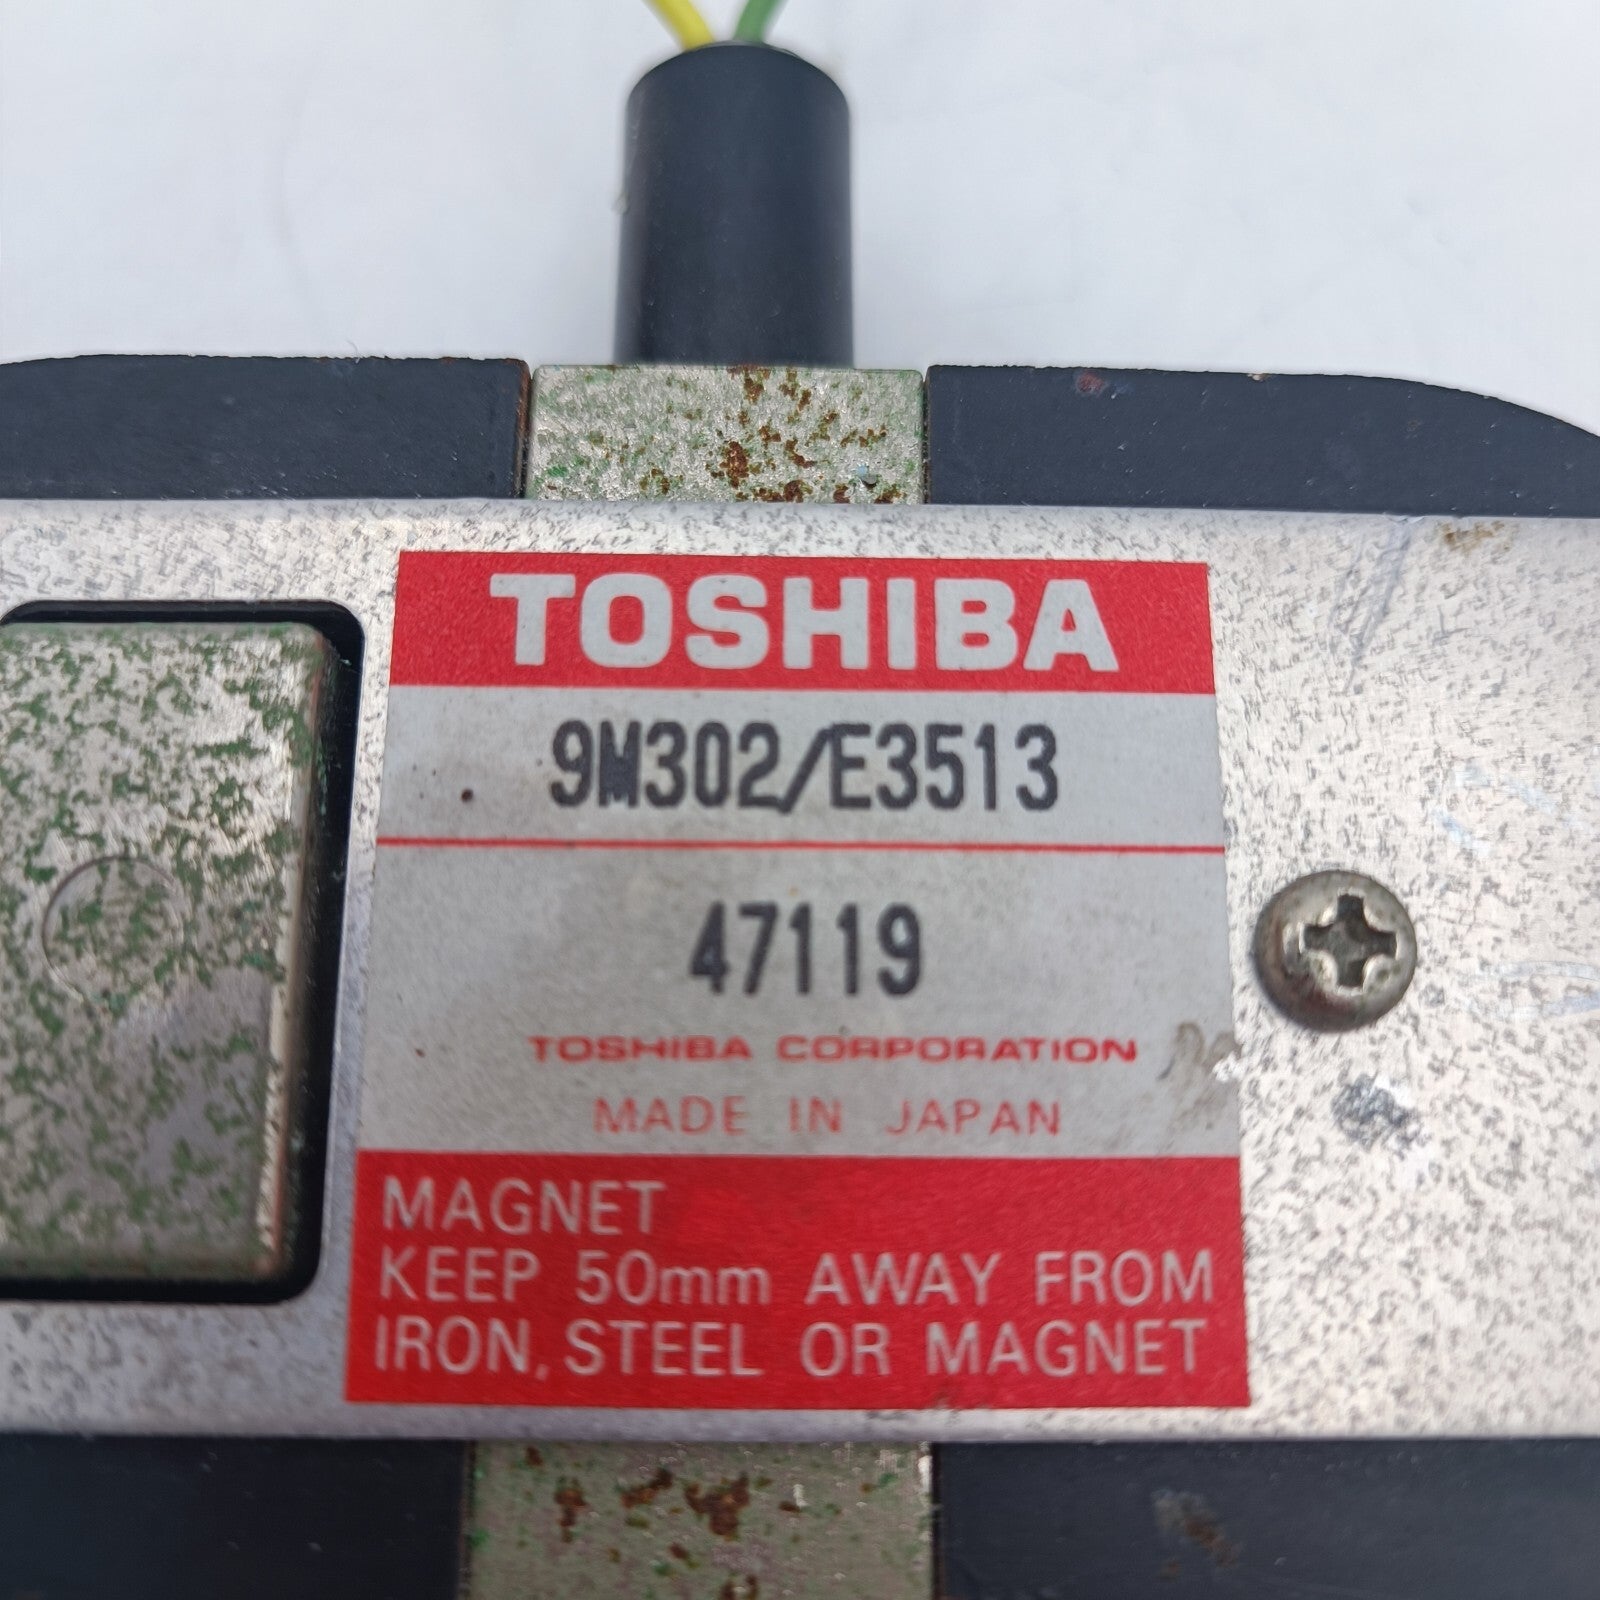 TOSHIBA
9M302/E3513
47119
TOSHIBA CORPORATION
MADE IN JAPAN
MAGNET
KEEP 50mm AWAY FROM
IRON, STEEL OR MAGNET